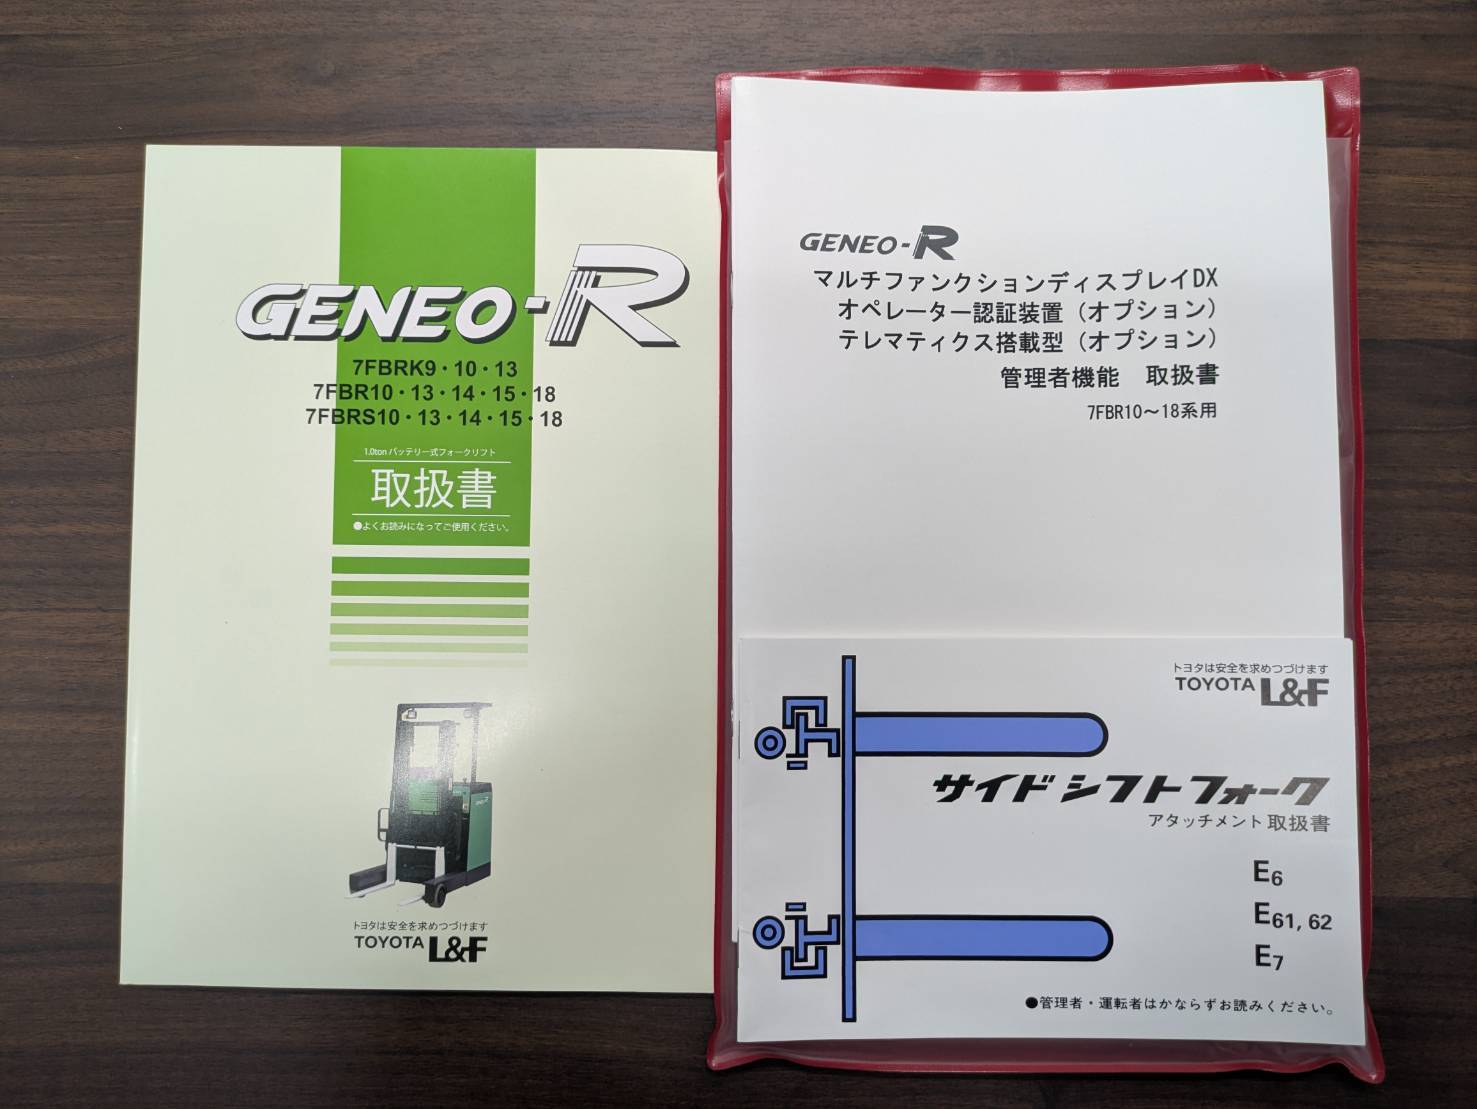 GENEO-R
7FBRK9・10・13
7FBR10・13・14・15・18
7FBRS10・13・14・15・18
1.0ton バッテリー式フォークリフト
取扱書
●よくお読みになってご使用ください。
トヨタは安全を求めつづけます
TOYOTA L&F
GENEO-R
マルチファンクションディスプレイDX
オペレーター認証装置（オプション）
テレマティクス搭載型（オプション）
管理者機能　取扱書
7FBR10～18系用
トヨタは安全を求めつづけます
TOYOTA L&F
サイドシフトフォーク
アタッチメント 取扱書
E6
E61, 62
E7
●管理者・運転者はかならずお読みください。